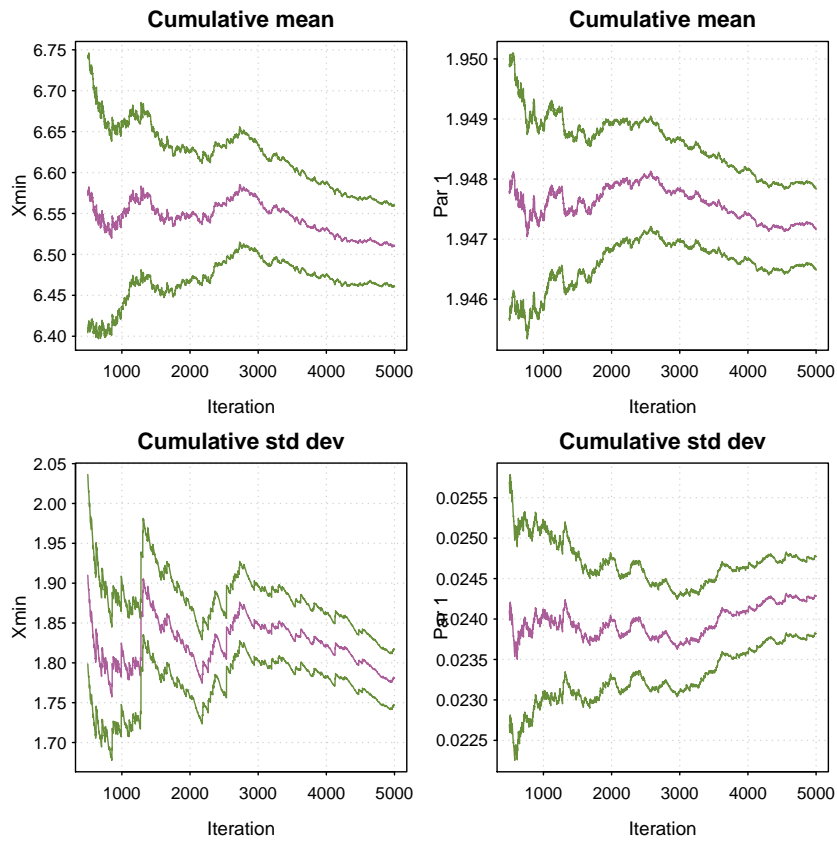 Cumulative mean
Xmin
6.75
6.70
6.65
6.60
6.55
6.50
6.45
6.40
1000 2000 3000 4000 5000
Iteration
Cumulative mean
Par 1
1.950
1.949
1.948
1.947
1.946
1000 2000 3000 4000 5000
Iteration
Cumulative std dev
Xmin
2.05
2.00
1.95
1.90
1.85
1.80
1.75
1.70
1000 2000 3000 4000 5000
Iteration
Cumulative std dev
Par 1
0.0255
0.0250
0.0245
0.0240
0.0235
0.0230
0.0225
1000 2000 3000 4000 5000
Iteration